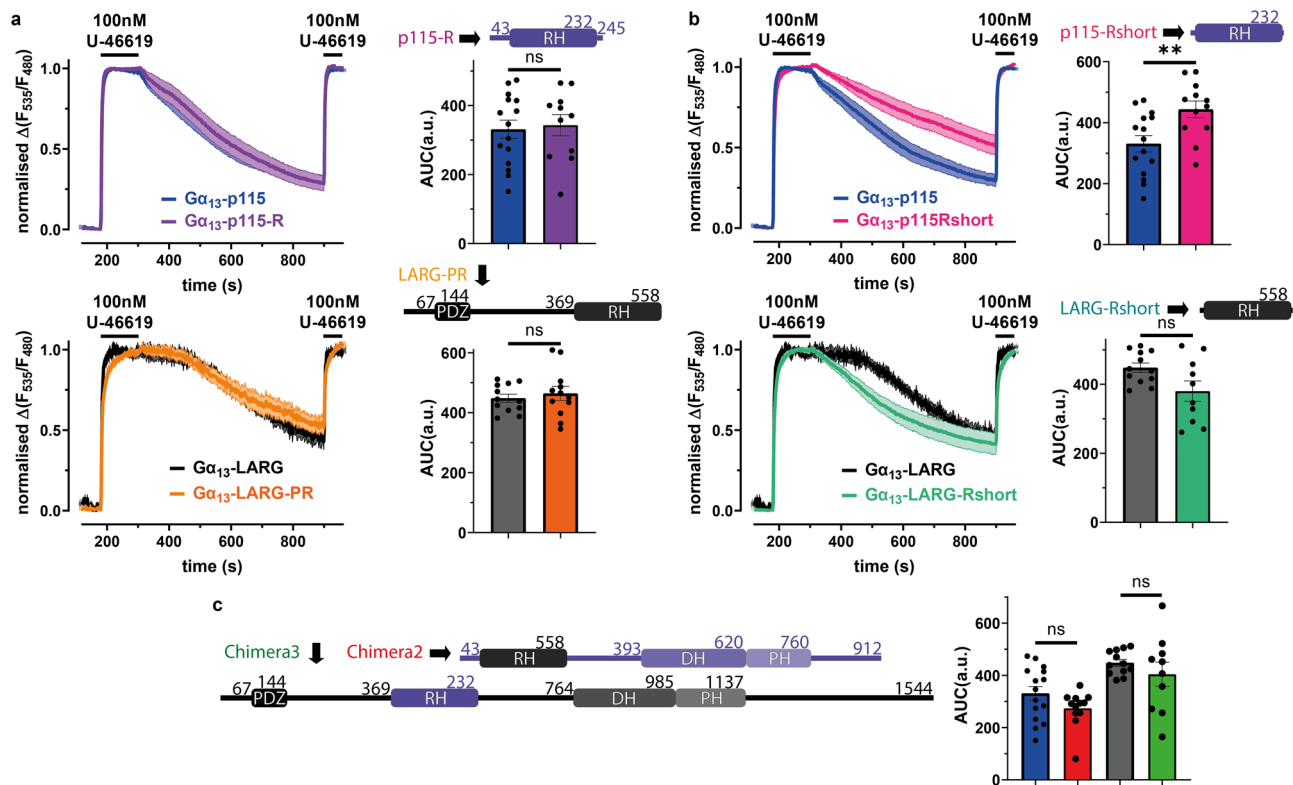 a
100nM
U-46619
100nM
normalised Δ(F535/F480)
1.0
0.5
0.0
200 400 600 800
time (s)
Gα13-p115
Gα13-p115-R
p115-R
43 232 245
RH
ns
AUC(a.u.)
600
400
200
0
100nM
U-46619
100nM
normalised Δ(F535/F480)
1.0
0.5
0.0
200 400 600 800
time (s)
Gα13-LARG
Gα13-LARG-PR
LARG-PR
67 144 369 558
PDZ RH
ns
AUC(a.u.)
600
400
200
0
b
100nM
U-46619
100nM
normalised Δ(F535/F480)
1.0
0.5
0.0
200 400 600 800
time (s)
Gα13-p115
Gα13-p115Rshort
p115-Rshort
232
RH
**
AUC(a.u.)
600
400
200
0
100nM
U-46619
100nM
normalised Δ(F535/F480)
1.0
0.5
0.0
200 400 600 800
time (s)
Gα13-LARG
Gα13-LARG-Rshort
LARG-Rshort
558
RH
ns
AUC(a.u.)
400
200
0
c
Chimera3 Chimera2
43 558 393 620 760 912
RH DH PH
67 144 369 232 764 985 1137 1544
PDZ RH DH PH
ns
ns
AUC(a.u.)
600
400
200
0